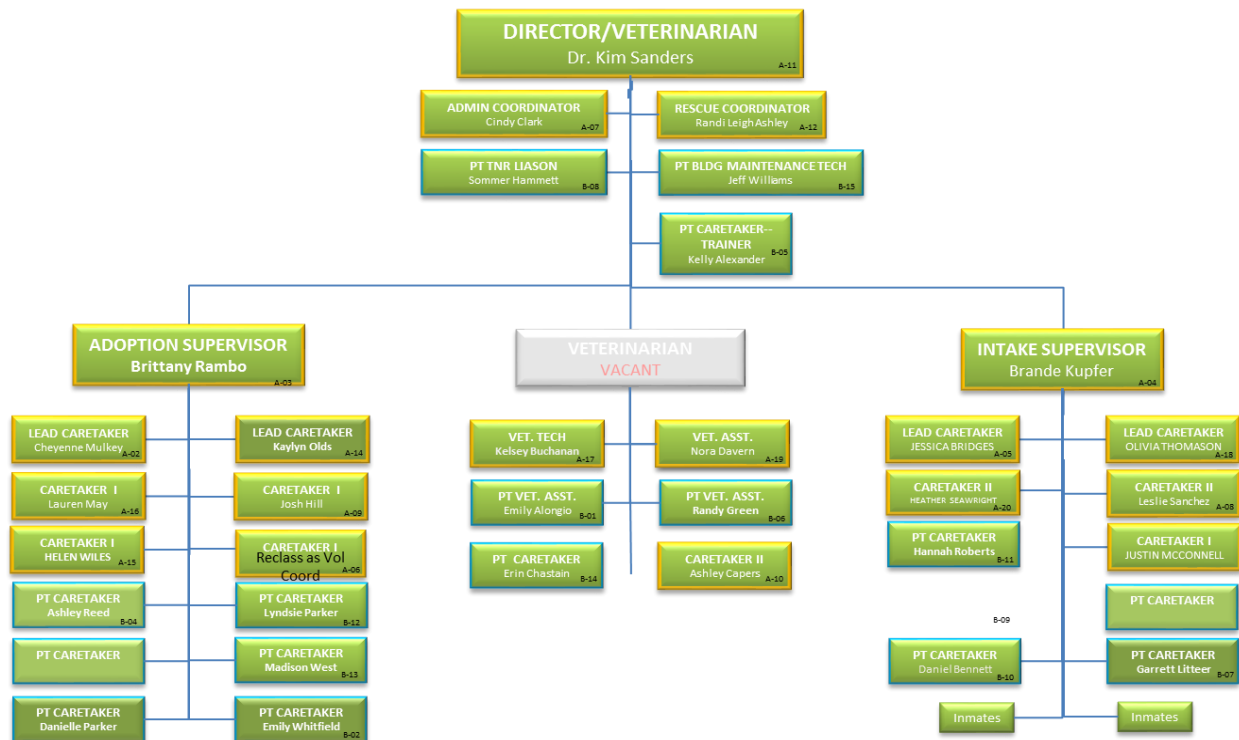 DIRECTOR/VETERINARIAN
Dr. Kim Sanders
A-11
ADMIN COORDINATOR
Cindy Clark
A-07
RESCUE COORDINATOR
Randi Leigh Ashley
A-12
PT TNR LIASON
Sommer Hammett
B-08
PT BLDG MAINTENANCE TECH
Jeff Williams
B-15
PT CARETAKER--
TRAINER
Kelly Alexander
B-05
ADOPTION SUPERVISOR
Brittany Rambo
A-03
LEAD CARETAKER
Cheyenne Mulkey
A-02
LEAD CARETAKER
Kaylyn Olds
A-14
CARETAKER I
Lauren May
A-16
CARETAKER I
Josh Hill
A-09
CARETAKER I
HELEN WILES
A-15
CARETAKER I
Reclass as Vol
Coord
A-06
PT CARETAKER
Ashley Reed
B-04
PT CARETAKER
Lyndsie Parker
B-12
PT CARETAKER
PT CARETAKER
Madison West
B-13
PT CARETAKER
Danielle Parker
PT CARETAKER
Emily Whitfield
B-02
VETERINARIAN
VACANT
VET. TECH
Kelsey Buchanan
A-17
VET. ASST.
Nora Davern
A-19
PT VET. ASST.
Emily Alongio
B-01
PT VET. ASST.
Randy Green
B-06
PT CARETAKER
Erin Chastain
B-14
CARETAKER II
Ashley Capers
A-10
INTAKE SUPERVISOR
Brande Kupfer
A-04
LEAD CARETAKER
JESSICA BRIDGES
A-05
LEAD CARETAKER
OLIVIA THOMASON
A-18
CARETAKER II
HEATHER SEAWRIGHT
A-20
CARETAKER II
Leslie Sanchez
A-08
PT CARETAKER
Hannah Roberts
B-11
CARETAKER I
JUSTIN MCCONNELL
PT CARETAKER
B-09
PT CARETAKER
Daniel Bennett
B-10
PT CARETAKER
Garrett Litteer
B-07
Inmates
Inmates